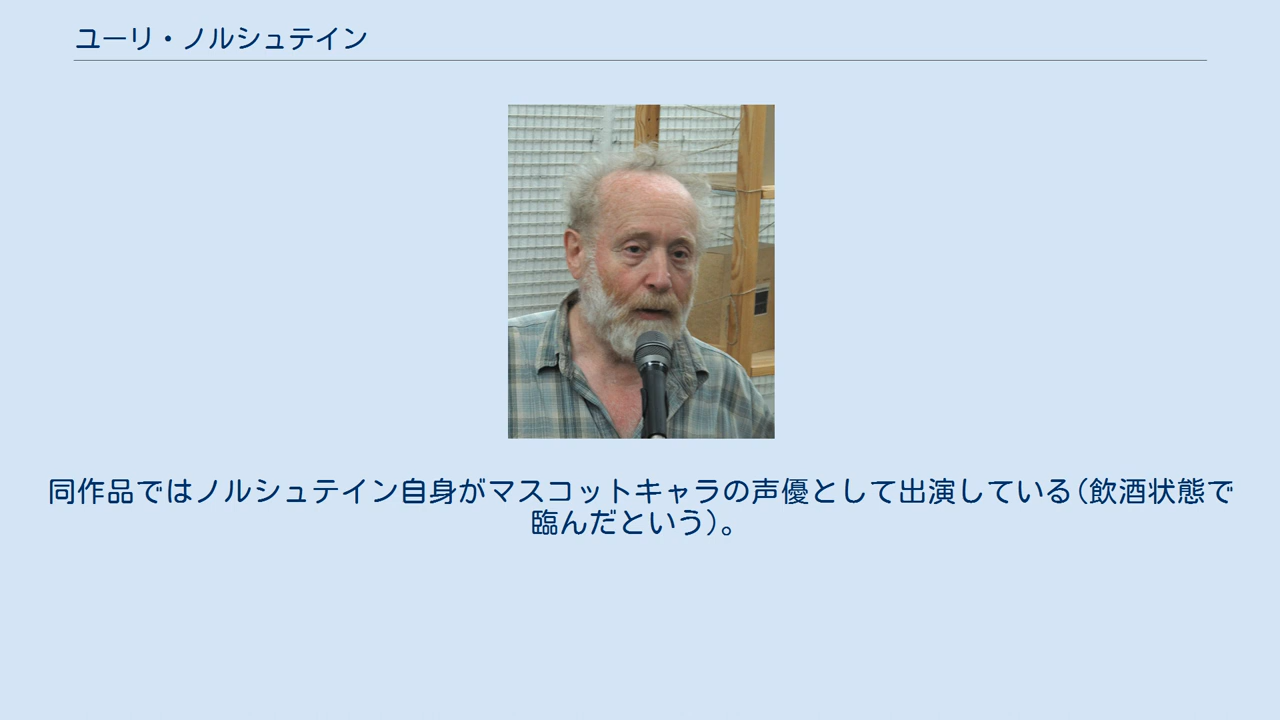 ユーリ・ノルシュテイン
同作品ではノルシュテイン自身がマスコットキャラの声優として出演している(飲酒状態で
臨んだという)。